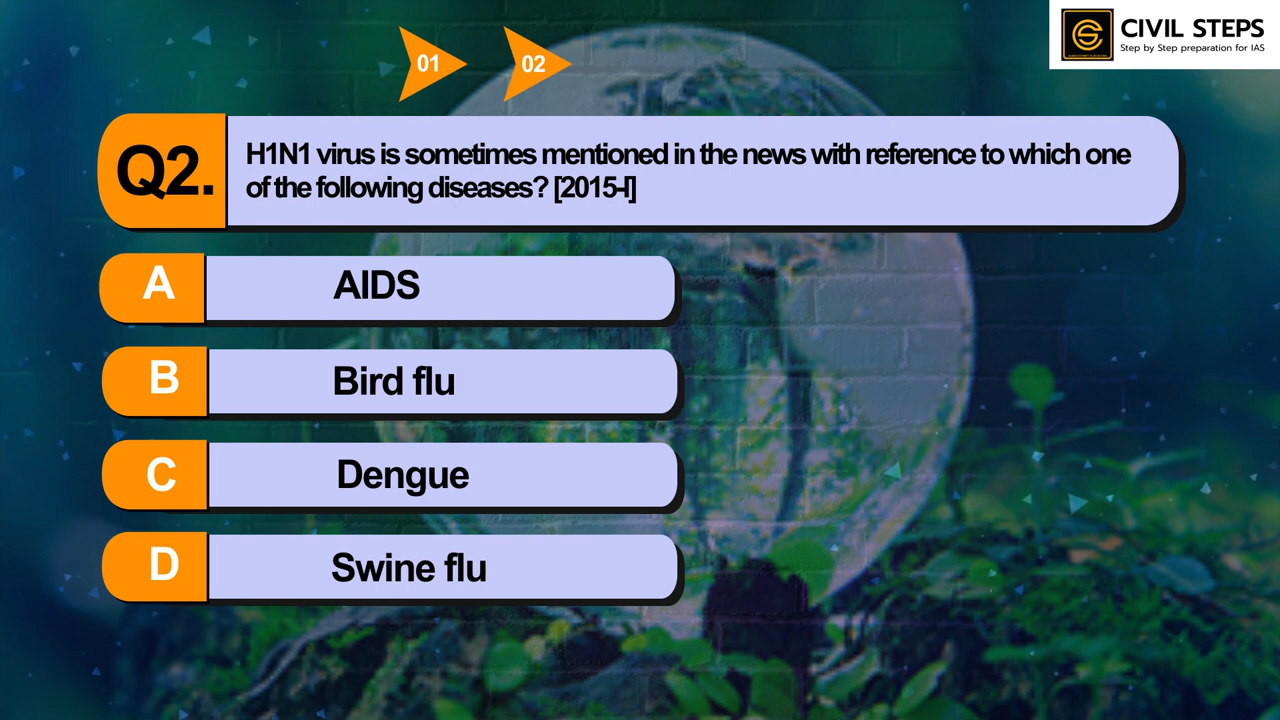 CIVIL STEPS
Step by Step preparation for IAS
01 02
Q2.
H1N1 virus is sometimes mentioned in the news with reference to which one
of the following diseases? [2015-I]
A AIDS
B Bird flu
C Dengue
D Swine flu